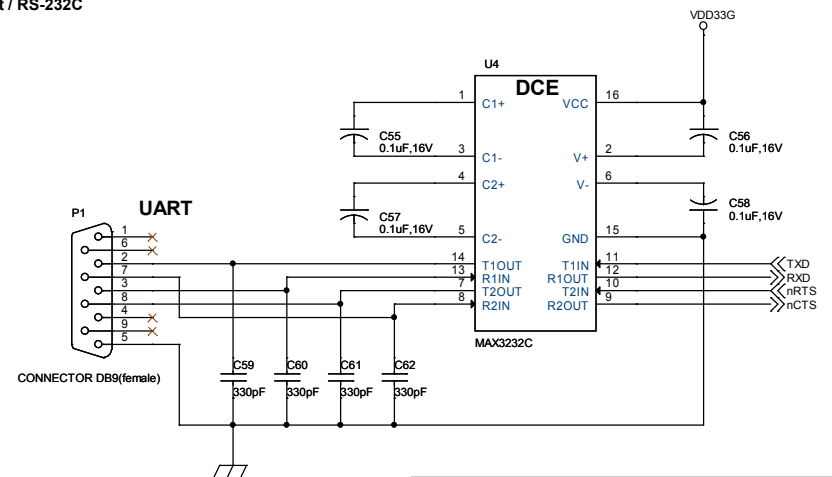 t / RS-232C
VDD33G
U4
DCE
1 C1+ VCC 16
C55
0.1uF,16V
C56
0.1uF,16V
3 C1- V+ 2
4 C2+ V- 6
C57
0.1uF,16V
C58
0.1uF,16V
5 C2- GND 15
14 T1OUT T1IN 11 TXD
13 R1IN R1OUT 12 RXD
7 T2OUT T2IN 10 nRTS
8 R2IN R2OUT 9 nCTS
MAX3232C
P1
UART
1
6
2
7
3
8
4
9
5
CONNECTOR DB9(female)
C59 C60 C61 C62
330pF 330pF 330pF 330pF